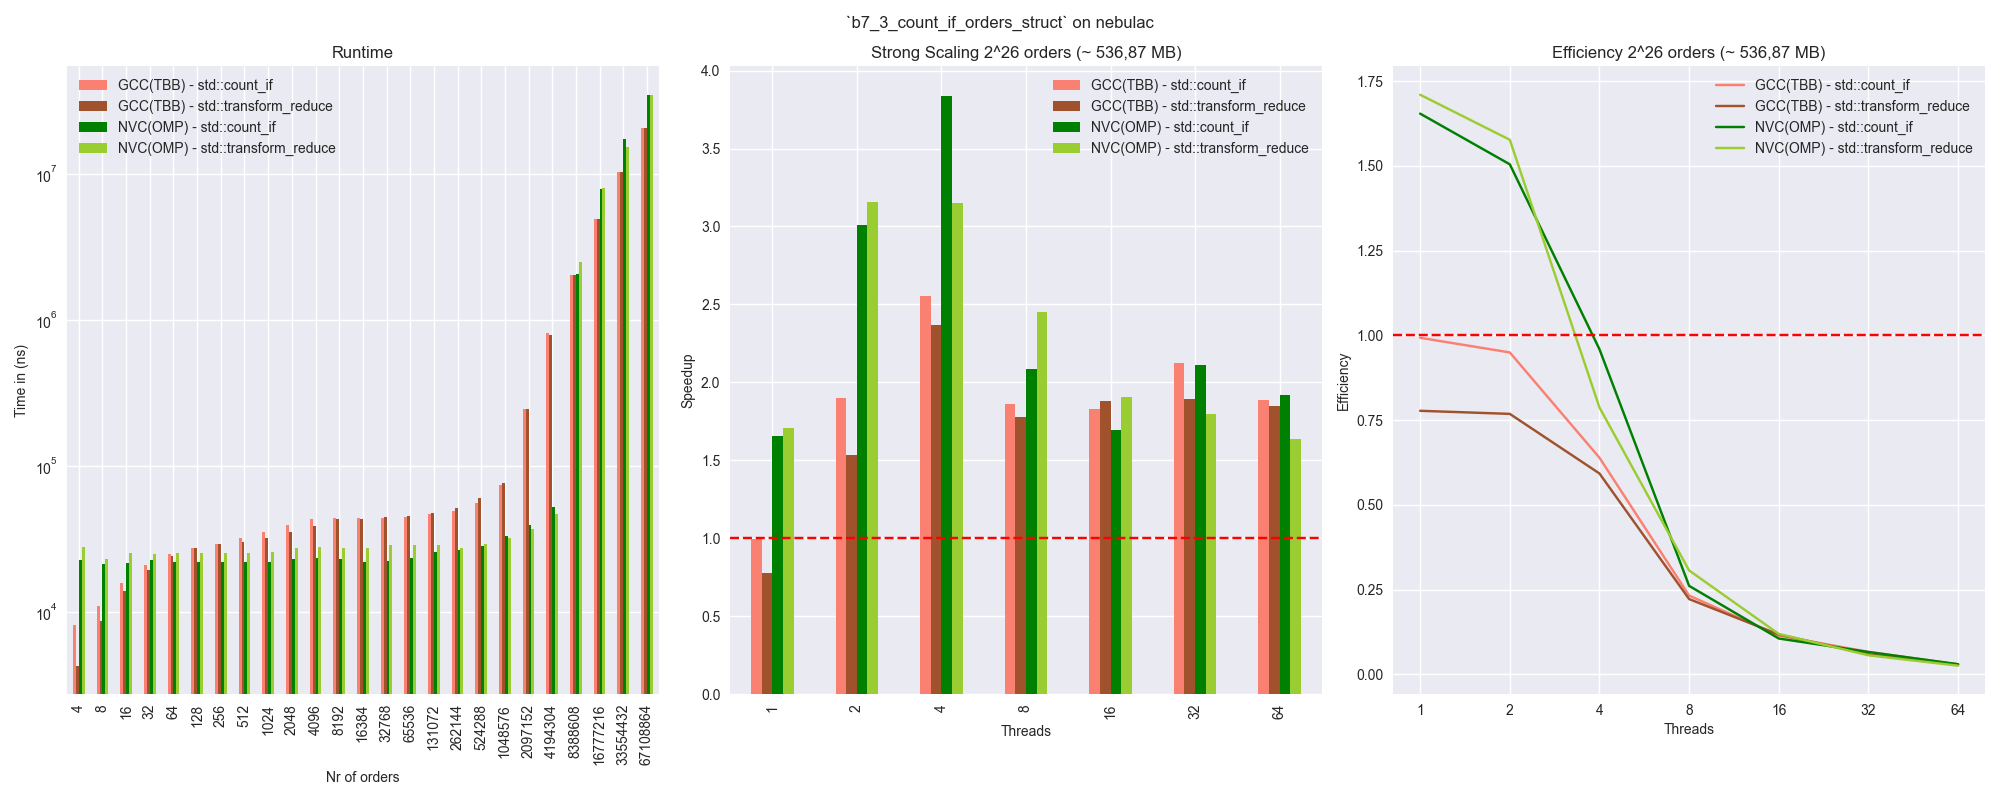 `b7_3_count_if_orders_struct` on nebulac
Runtime
GCC(TBB) - std::count_if
GCC(TBB) - std::transform_reduce
NVC(OMP) - std::count_if
NVC(OMP) - std::transform_reduce
Time in (ns)
10^7
10^6
10^5
10^4
4 8 16 32 64 128 256 512 1024 2048 4096 8192 16384 32768 65536 131072 262144 524288 1048576 2097152 4194304 8388608 16777216 33554432 67108864
Nr of orders
Strong Scaling 2^26 orders (~ 536,87 MB)
GCC(TBB) - std::count_if
GCC(TBB) - std::transform_reduce
NVC(OMP) - std::count_if
NVC(OMP) - std::transform_reduce
Speedup
4.0
3.5
3.0
2.5
2.0
1.5
1.0
0.5
0.0
1 2 4 8 16 32 64
Threads
Efficiency 2^26 orders (~ 536,87 MB)
GCC(TBB) - std::count_if
GCC(TBB) - std::transform_reduce
NVC(OMP) - std::count_if
NVC(OMP) - std::transform_reduce
Efficiency
1.75
1.50
1.25
1.00
0.75
0.50
0.25
0.00
1 2 4 8 16 32 64
Threads